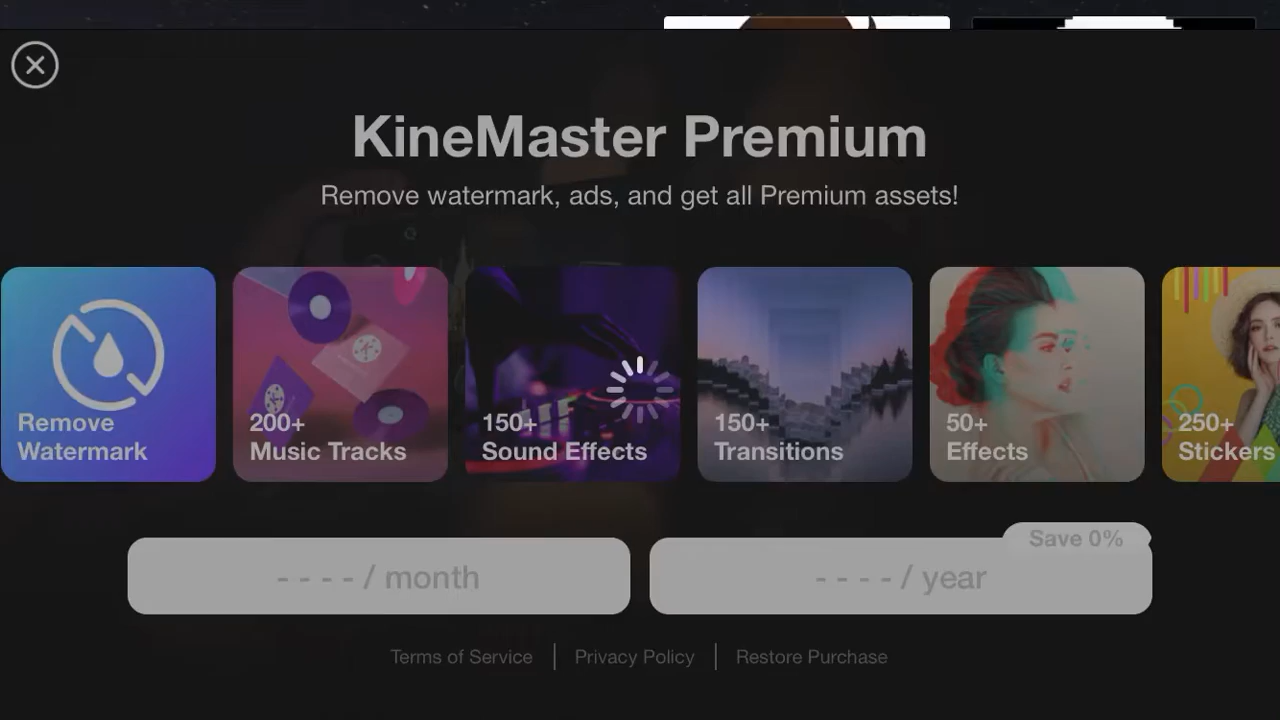 KineMaster Premium
Remove watermark, ads, and get all Premium assets!
Remove
Watermark
200+
Music Tracks
150+
Sound Effects
150+
Transitions
50+
Effects
250+
Stickers
Save 0%
- - - - / month
- - - - / year
Terms of Service | Privacy Policy | Restore Purchase